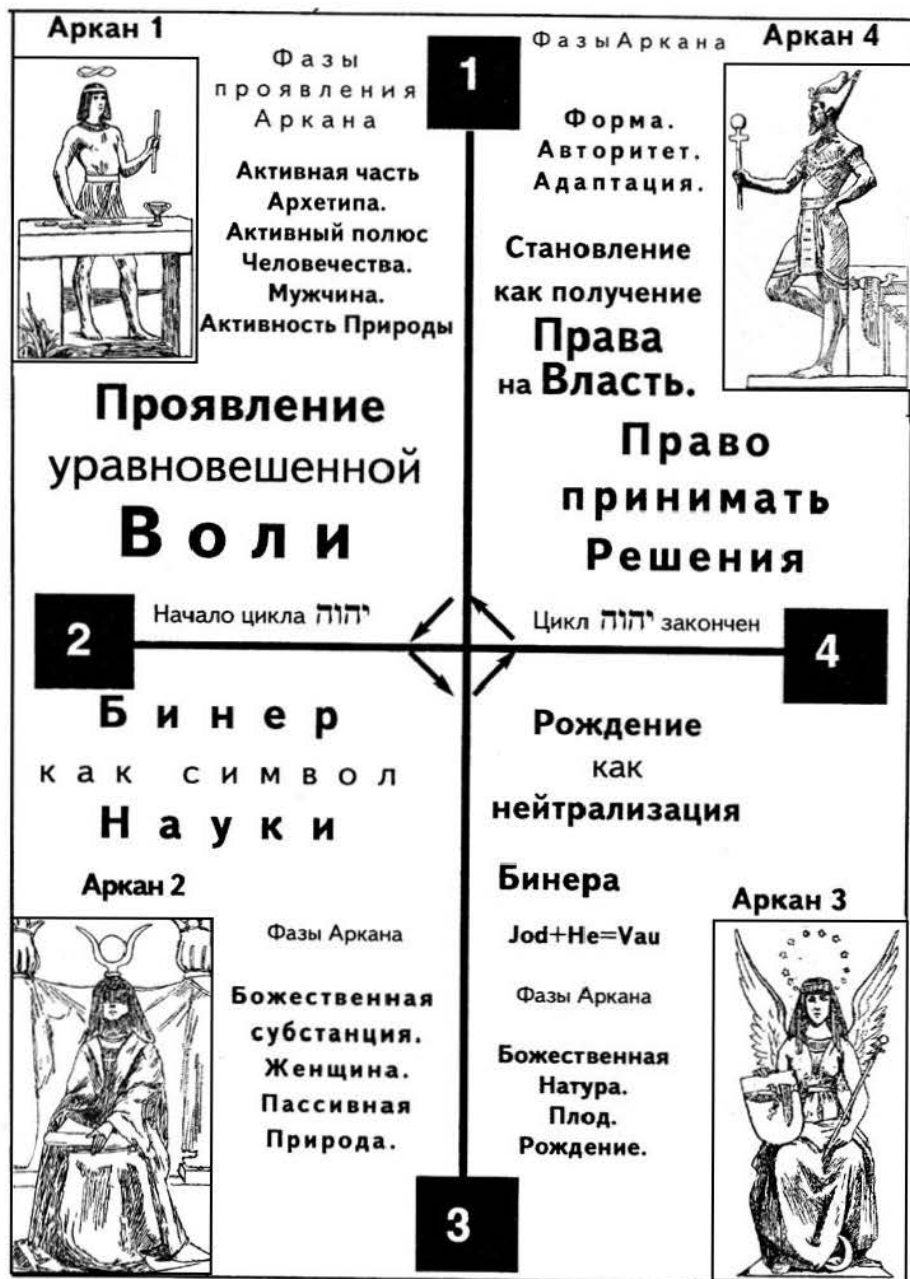 Аркан 1
Фазы
проявления
Аркана
Активная часть
Архетипа.
Активный полюс
Человечества.
Мужчина.
Активность Природы
Проявление
уравновешенной
Воли
1
Фазы Аркана
Аркан 4
Форма.
Авторитет.
Адаптация.
Становление
как получение
Права
на Власть.
Право
принимать
Решения
2
Начало цикла יהוה
Цикл יהוה закончен
4
Бинер
как символ
Науки
Аркан 2
Фазы Аркана
Божественная
субстанция.
Женщина.
Пассивная
Природа.
Рождение
как
нейтрализация
Бинера
Аркан 3
Jod+He=Vau
Фазы Аркана
Божественная
Натура.
Плод.
Рождение.
3